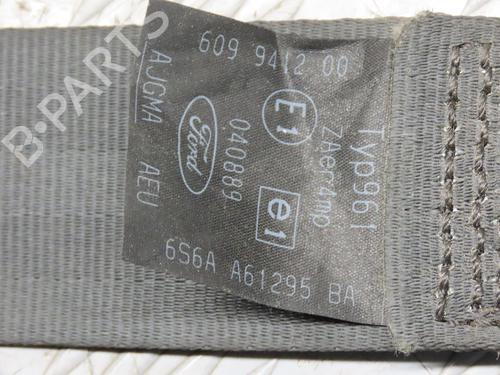 609 9412 00
E1
Typ961
ZAer4mp
AJGMA
AEU
Ford
040889
e1
6S6A A61295 BA
B-PARTS